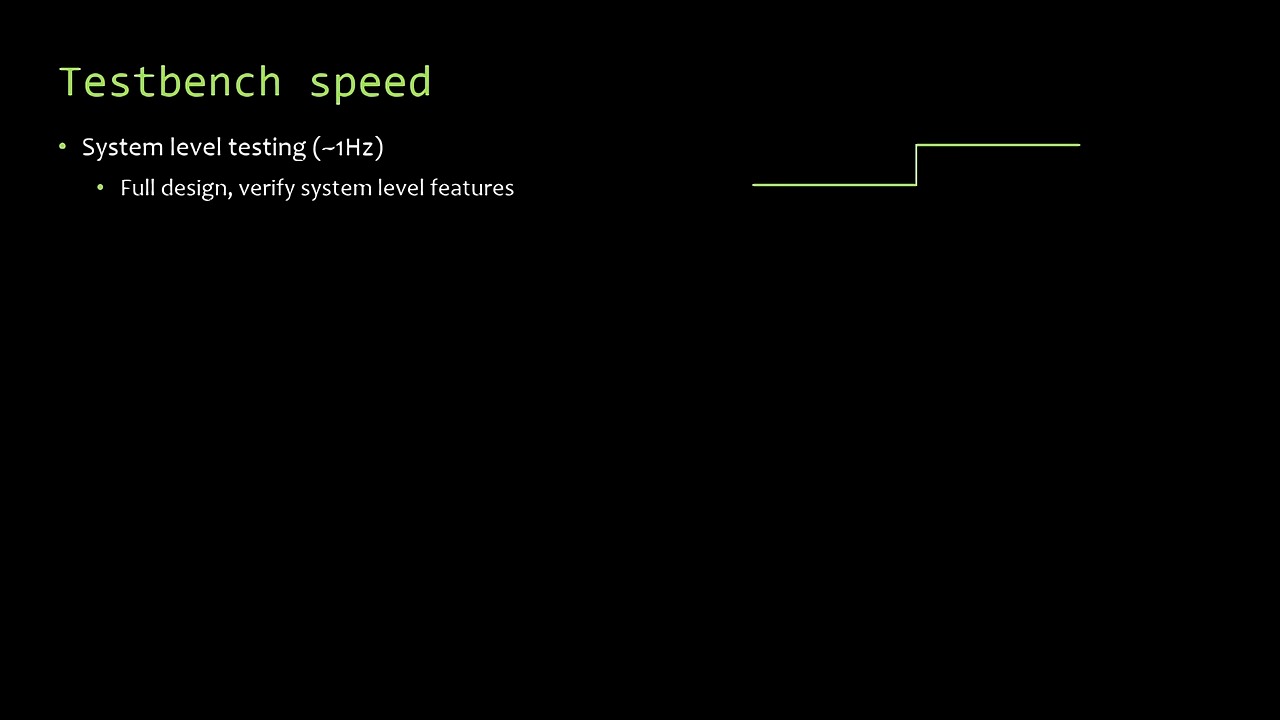 Testbench speed
• System level testing (~1Hz)
• Full design, verify system level features